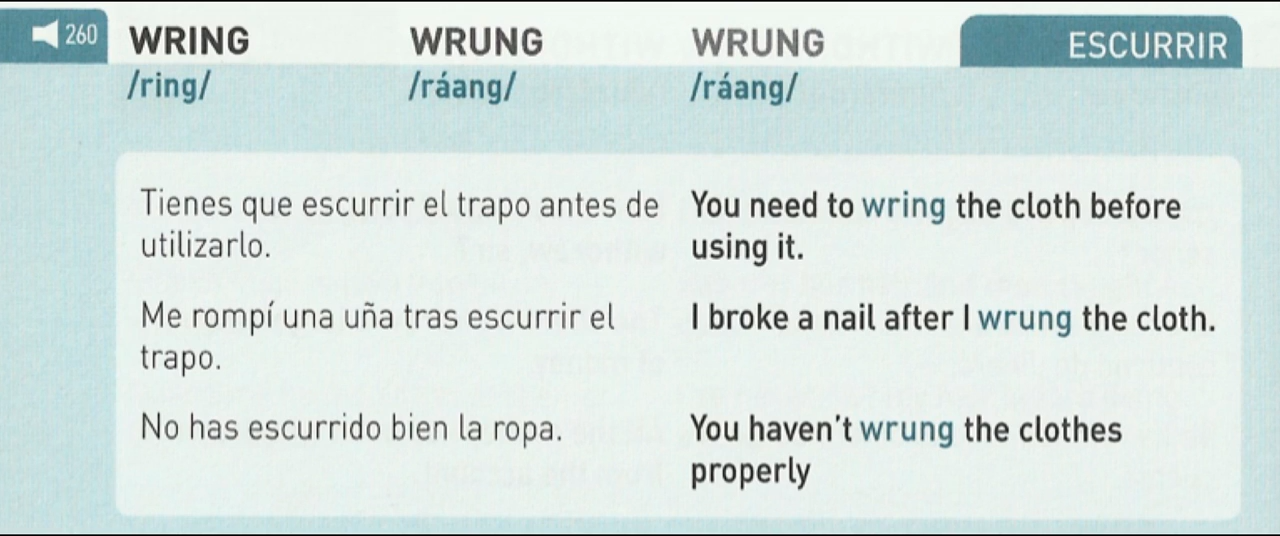 260 WRING WRUNG WRUNG ESCURRIR
/ring/ /ráang/ /ráang/
Tienes que escurrir el trapo antes de
utilizarlo.
You need to wring the cloth before
using it.
Me rompí una uña tras escurrir el
trapo.
I broke a nail after I wrung the cloth.
No has escurrido bien la ropa.
You haven't wrung the clothes
properly